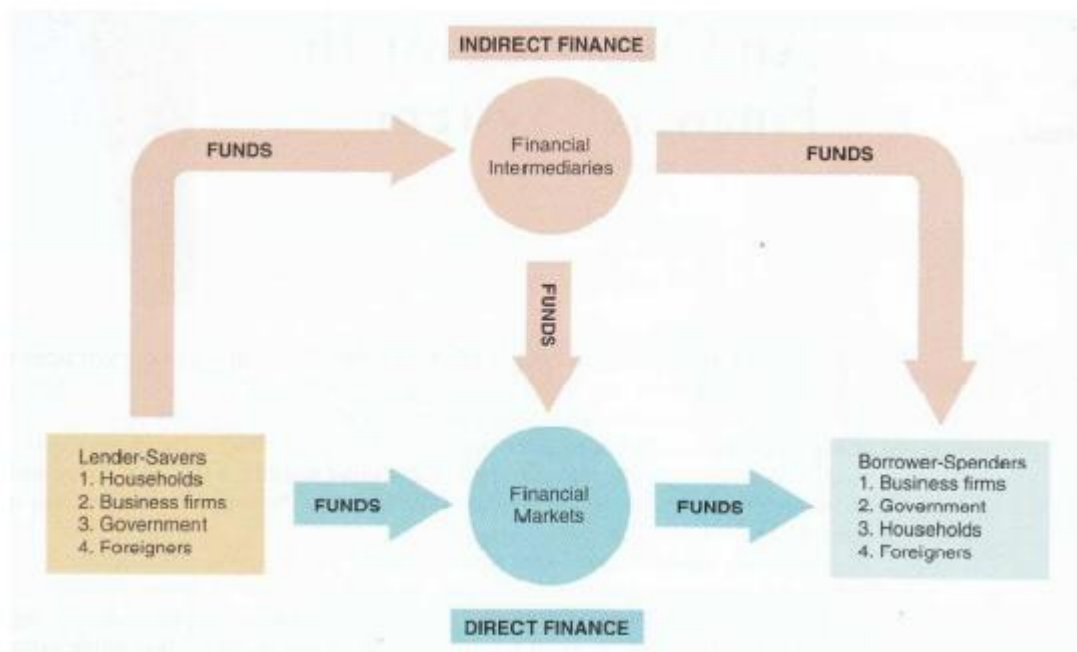 INDIRECT FINANCE
FUNDS
Financial
Intermediaries
FUNDS
FUNDS
Lender-Savers
1. Households
2. Business firms
3. Government
4. Foreigners
FUNDS
Financial
Markets
FUNDS
Borrower-Spenders
1. Business firms
2. Government
3. Households
4. Foreigners
DIRECT FINANCE